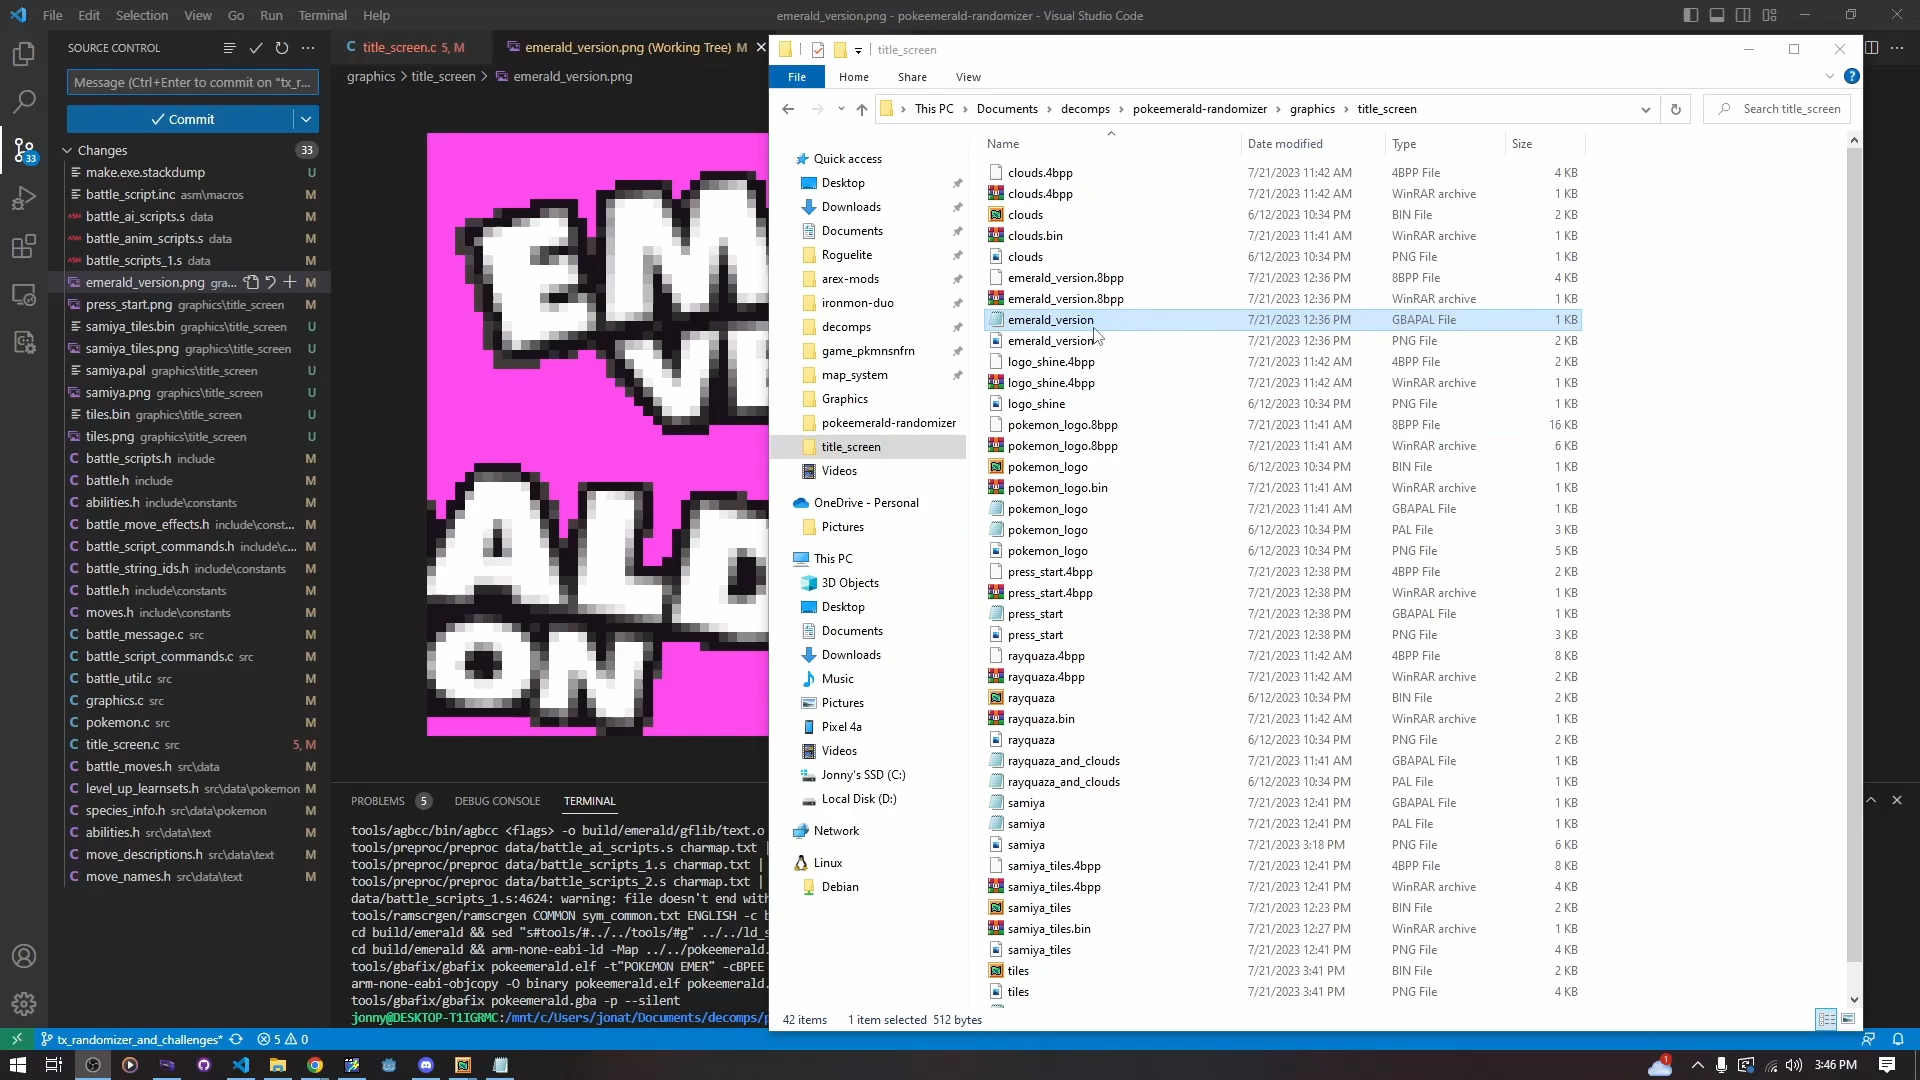 File Edit Selection View Go Run Terminal Help
emerald_version.png - pokeemerald-randomizer - Visual Studio Code
SOURCE CONTROL
Message (Ctrl+Enter to commit on "tx_r...
Commit
Changes 33
make.exe.stackdump U
battle_script.inc asm\macros M
battle_ai_scripts.s data M
battle_anim_scripts.s data M
battle_scripts_1.s data M
emerald_version.png gra... M
press_start.png graphics\title_screen M
samiya_tiles.bin graphics\title_screen U
samiya_tiles.png graphics\title_screen U
samiya.pal graphics\title_screen U
samiya.png graphics\title_screen U
tiles.bin graphics\title_screen U
tiles.png graphics\title_screen U
battle_scripts.h include M
battle.h include M
abilities.h include\constants M
battle_move_effects.h include\const... M
battle_script_commands.h include\c... M
battle_string_ids.h include\constants M
battle.h include\constants M
moves.h include\constants M
battle_message.c src M
battle_script_commands.c src M
battle_util.c src M
graphics.c src M
pokemon.c src M
title_screen.c src 5, M
battle_moves.h src\data M
level_up_learnsets.h src\data\pokemon M
species_info.h src\data\pokemon M
abilities.h src\data\text M
move_descriptions.h src\data\text M
move_names.h src\data\text M
33
title_screen.c 5, M
emerald_version.png (Working Tree) M
graphics > title_screen > emerald_version.png
EM
VE
ALD
ON
PROBLEMS 5 DEBUG CONSOLE TERMINAL
tools/agbcc/bin/agbcc <flags> -o build/emerald/gflib/text.o
tools/preproc/preproc data/battle_ai_scripts.s charmap.txt |
tools/preproc/preproc data/battle_scripts_1.s charmap.txt |
tools/preproc/preproc data/battle_scripts_2.s charmap.txt |
data/battle_scripts_1.s:4624: warning: file doesn't end with
tools/ramscrgen/ramscrgen COMMON sym_common.txt ENGLISH -c b
cd build/emerald && sed "s#tools/#../../tools/#g" ../../ld_s
cd build/emerald && arm-none-eabi-ld -Map ../../pokeemerald.
tools/gbafix/gbafix pokeemerald.elf -t"POKEMON EMER" -cBPEE
arm-none-eabi-objcopy -O binary pokeemerald.elf pokeemerald.
tools/gbafix/gbafix pokeemerald.gba -p --silent
jonny@DESKTOP-T1IGRMC:/mnt/c/Users/jonat/Documents/decomps/p
title_screen
File Home Share View
This PC > Documents > decomps > pokeemerald-randomizer > graphics > title_screen
Search title_screen
Quick access
Desktop
Downloads
Documents
Roguelite
arex-mods
ironmon-duo
decomps
game_pkmnsnfrn
map_system
Graphics
pokeemerald-randomizer
title_screen
Videos
OneDrive - Personal
Pictures
This PC
3D Objects
Desktop
Documents
Downloads
Music
Pictures
Pixel 4a
Videos
Jonny's SSD (C:)
Local Disk (D:)
Network
Linux
Debian
Name Date modified Type Size
clouds.4bpp 7/21/2023 11:42 AM 4BPP File 4 KB
clouds.4bpp 7/21/2023 11:42 AM WinRAR archive 1 KB
clouds 6/12/2023 10:34 PM BIN File 2 KB
clouds.bin 7/21/2023 11:41 AM WinRAR archive 1 KB
clouds 6/12/2023 10:34 PM PNG File 1 KB
emerald_version.8bpp 7/21/2023 12:36 PM 8BPP File 4 KB
emerald_version.8bpp 7/21/2023 12:36 PM WinRAR archive 1 KB
emerald_version 7/21/2023 12:36 PM GBAPAL File 1 KB
emerald_version 7/21/2023 12:36 PM PNG File 2 KB
logo_shine.4bpp 7/21/2023 11:42 AM 4BPP File 2 KB
logo_shine.4bpp 7/21/2023 11:42 AM WinRAR archive 1 KB
logo_shine 6/12/2023 10:34 PM PNG File 1 KB
pokemon_logo.8bpp 7/21/2023 11:41 AM 8BPP File 16 KB
pokemon_logo.8bpp 7/21/2023 11:41 AM WinRAR archive 6 KB
pokemon_logo 6/12/2023 10:34 PM BIN File 2 KB
pokemon_logo.bin 7/21/2023 11:41 AM WinRAR archive 1 KB
pokemon_logo 7/21/2023 11:41 AM GBAPAL File 1 KB
pokemon_logo 6/12/2023 10:34 PM PAL File 3 KB
pokemon_logo 6/12/2023 10:34 PM PNG File 5 KB
press_start.4bpp 7/21/2023 12:38 PM 4BPP File 2 KB
press_start.4bpp 7/21/2023 12:38 PM WinRAR archive 1 KB
press_start 7/21/2023 12:38 PM GBAPAL File 1 KB
press_start 7/21/2023 12:38 PM PNG File 3 KB
rayquaza.4bpp 7/21/2023 11:42 AM 4BPP File 8 KB
rayquaza.4bpp 7/21/2023 11:42 AM WinRAR archive 1 KB
rayquaza 6/12/2023 10:34 PM BIN File 2 KB
rayquaza.bin 7/21/2023 11:42 AM WinRAR archive 1 KB
rayquaza 6/12/2023 10:34 PM PNG File 2 KB
rayquaza_and_clouds 7/21/2023 11:41 AM GBAPAL File 1 KB
rayquaza_and_clouds 6/12/2023 10:34 PM PAL File 1 KB
samiya 7/21/2023 12:41 PM GBAPAL File 1 KB
samiya 7/21/2023 12:41 PM PAL File 1 KB
samiya 7/21/2023 3:18 PM PNG File 6 KB
samiya_tiles.4bpp 7/21/2023 12:41 PM 4BPP File 8 KB
samiya_tiles.4bpp 7/21/2023 12:41 PM WinRAR archive 4 KB
samiya_tiles 7/21/2023 12:23 PM BIN File 2 KB
samiya_tiles.bin 7/21/2023 12:27 PM WinRAR archive 1 KB
samiya_tiles 7/21/2023 12:41 PM PNG File 4 KB
tiles 7/21/2023 3:41 PM BIN File 2 KB
tiles 7/21/2023 3:41 PM PNG File 4 KB
42 items 1 item selected 512 bytes
tx_randomizer_and_challenges* 5 0
1 3:46 PM